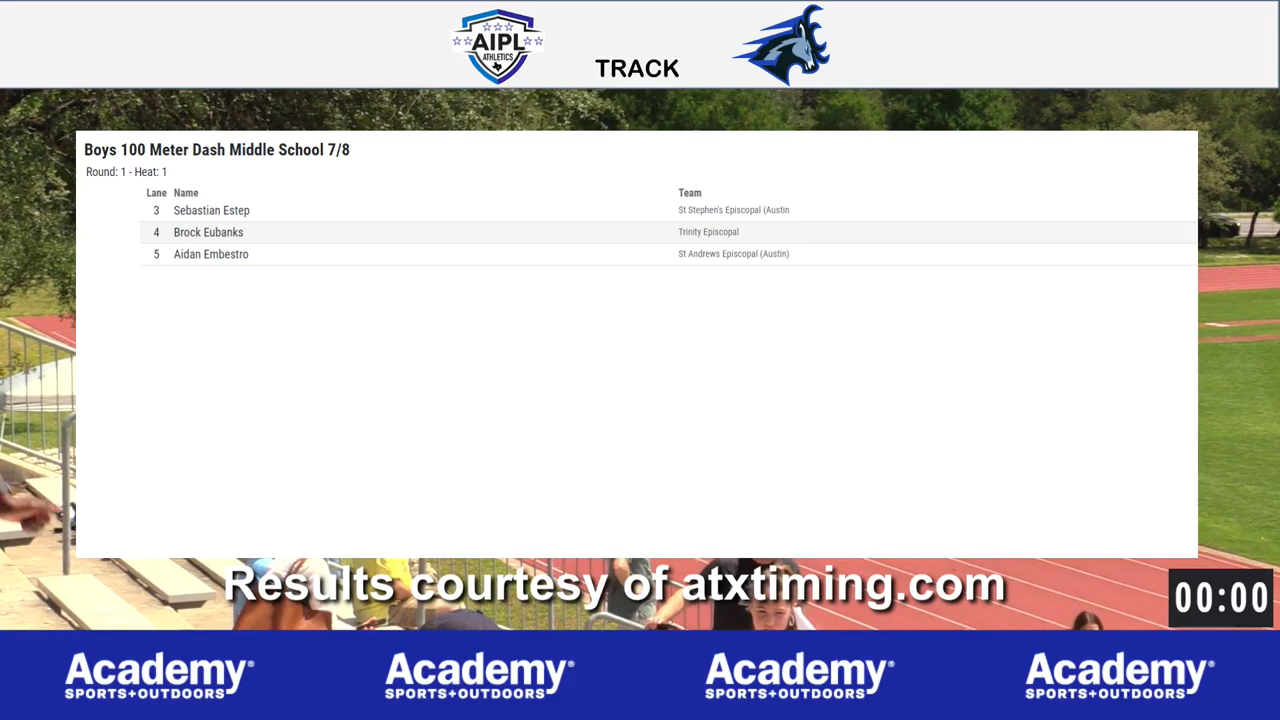 AIPL
ATHLETICS
TRACK
Boys 100 Meter Dash Middle School 7/8
Round: 1 - Heat: 1
Lane Name Team
3 Sebastian Estep St Stephen's Episcopal (Austin
4 Brock Eubanks Trinity Episcopal
5 Aidan Embestro St Andrews Episcopal (Austin)
Results courtesy of atxtiming.com
00:00
Academy® Academy® Academy® Academy®
SPORTS+OUTDOORS SPORTS+OUTDOORS SPORTS+OUTDOORS SPORTS+OUTDOORS